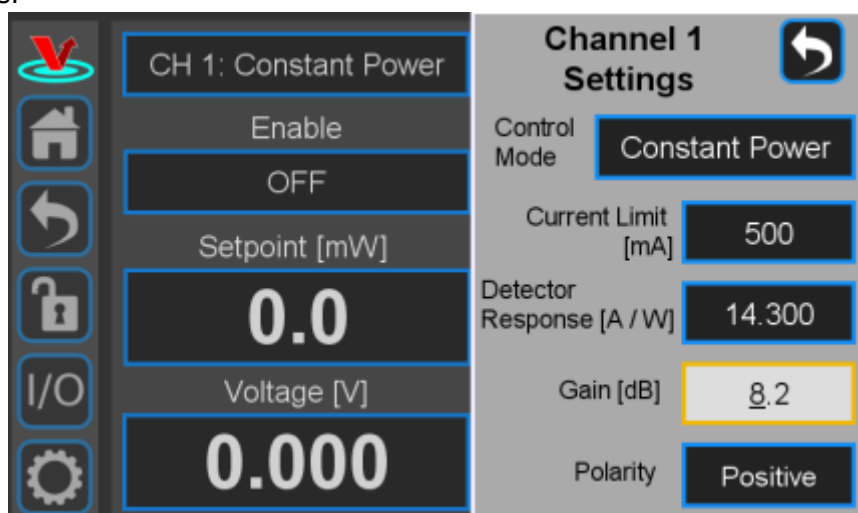 CH 1: Constant Power
Enable
OFF
Setpoint [mW]
0.0
I/O
Voltage [V]
0.000
Channel 1
Settings
Control
Mode
Constant Power
Current Limit
[mA]
500
Detector
Response [A / W]
14.300
Gain [dB]
8.2
Polarity
Positive